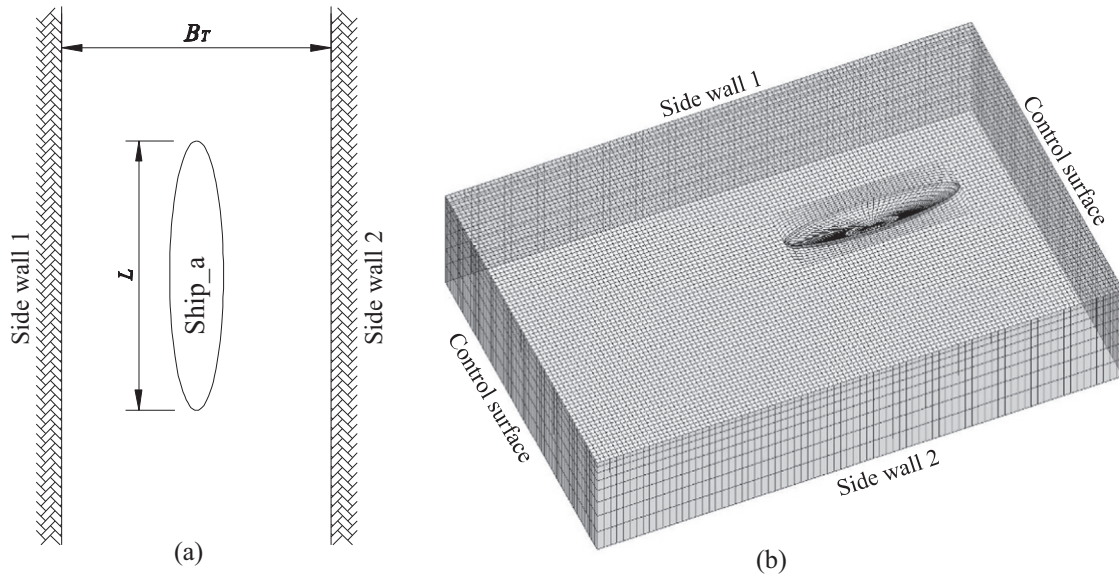 B_T
Side wall 1
L
Ship_a
Side wall 2
(a)
Side wall 1
Control surface
Control surface
Side wall 2
(b)